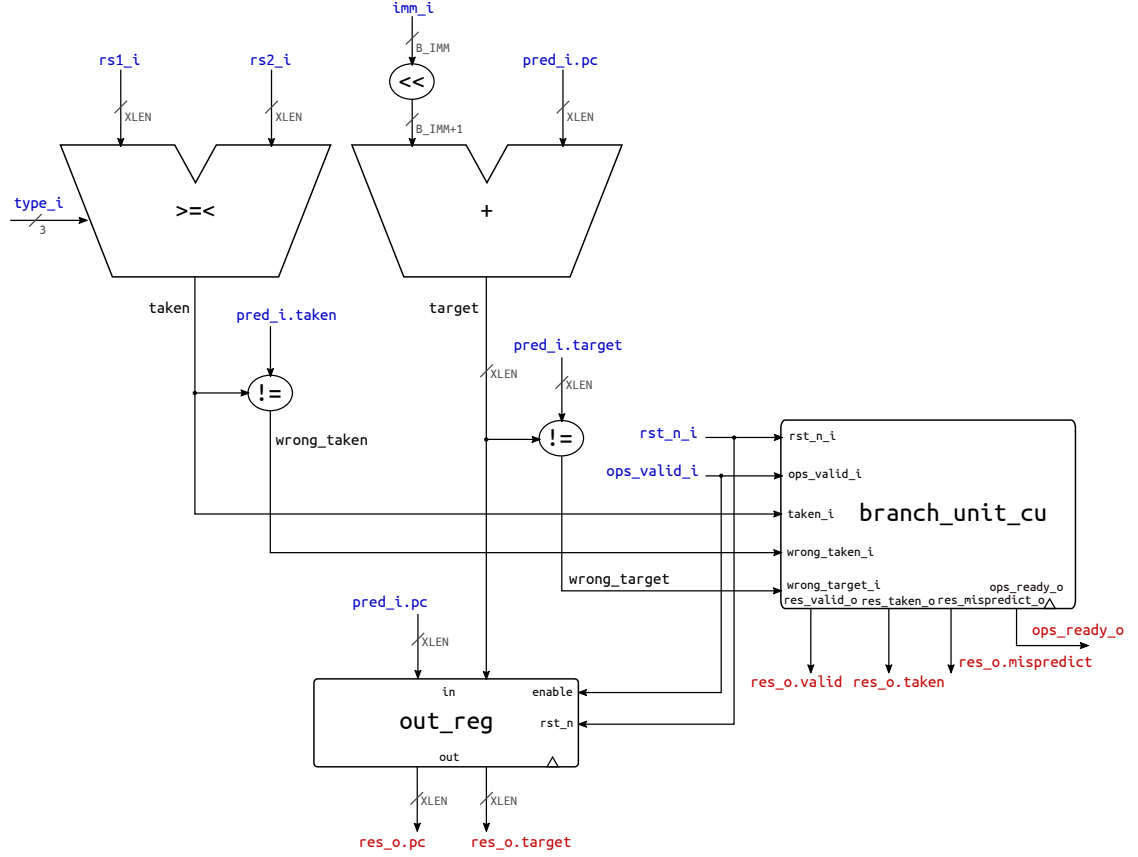 imm_i
B_IMM
rs1_i
rs2_i
<<
pred_i.pc
XLEN
XLEN
B_IMM+1
XLEN
type_i
3
>=<
+
taken
target
pred_i.taken
pred_i.target
XLEN
XLEN
!=
!=
wrong_taken
rst_n_i
ops_valid_i
rst_n_i
ops_valid_i
taken_i
branch_unit_cu
wrong_taken_i
wrong_target
wrong_target_i
ops_ready_o
res_valid_o
res_taken_o
res_mispredict_o
pred_i.pc
XLEN
ops_ready_o
res_o.mispredict
res_o.valid
res_o.taken
in
enable
out_reg
rst_n
out
XLEN
XLEN
res_o.pc
res_o.target